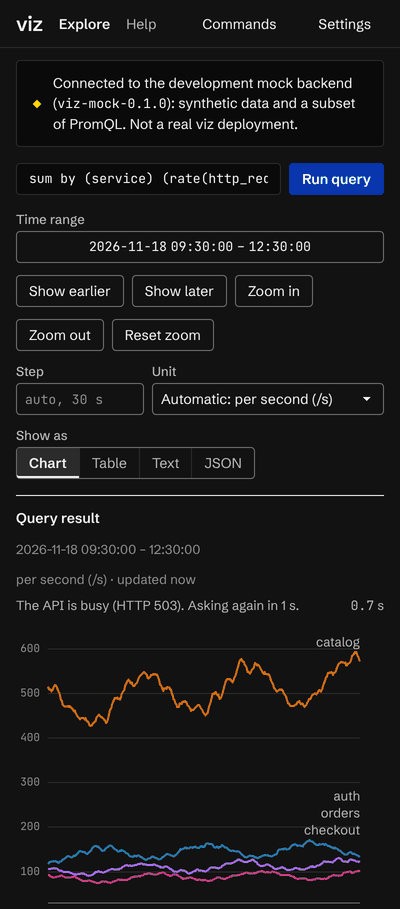 viz Explore Help Commands Settings
Connected to the development mock backend
(viz-mock-0.1.0): synthetic data and a subset
of PromQL. Not a real viz deployment.
sum by (service) (rate(http_rec Run query
Time range
2026-11-18 09:30:00 – 12:30:00
Show earlier Show later Zoom in
Zoom out Reset zoom
Step Unit
auto, 30 s Automatic: per second (/s)
Show as
Chart Table Text JSON
Query result
2026-11-18 09:30:00 – 12:30:00
per second (/s) · updated now
The API is busy (HTTP 503). Asking again in 1 s. 0.7 s
catalog
600
500
400
300
auth
orders
200
checkout
100